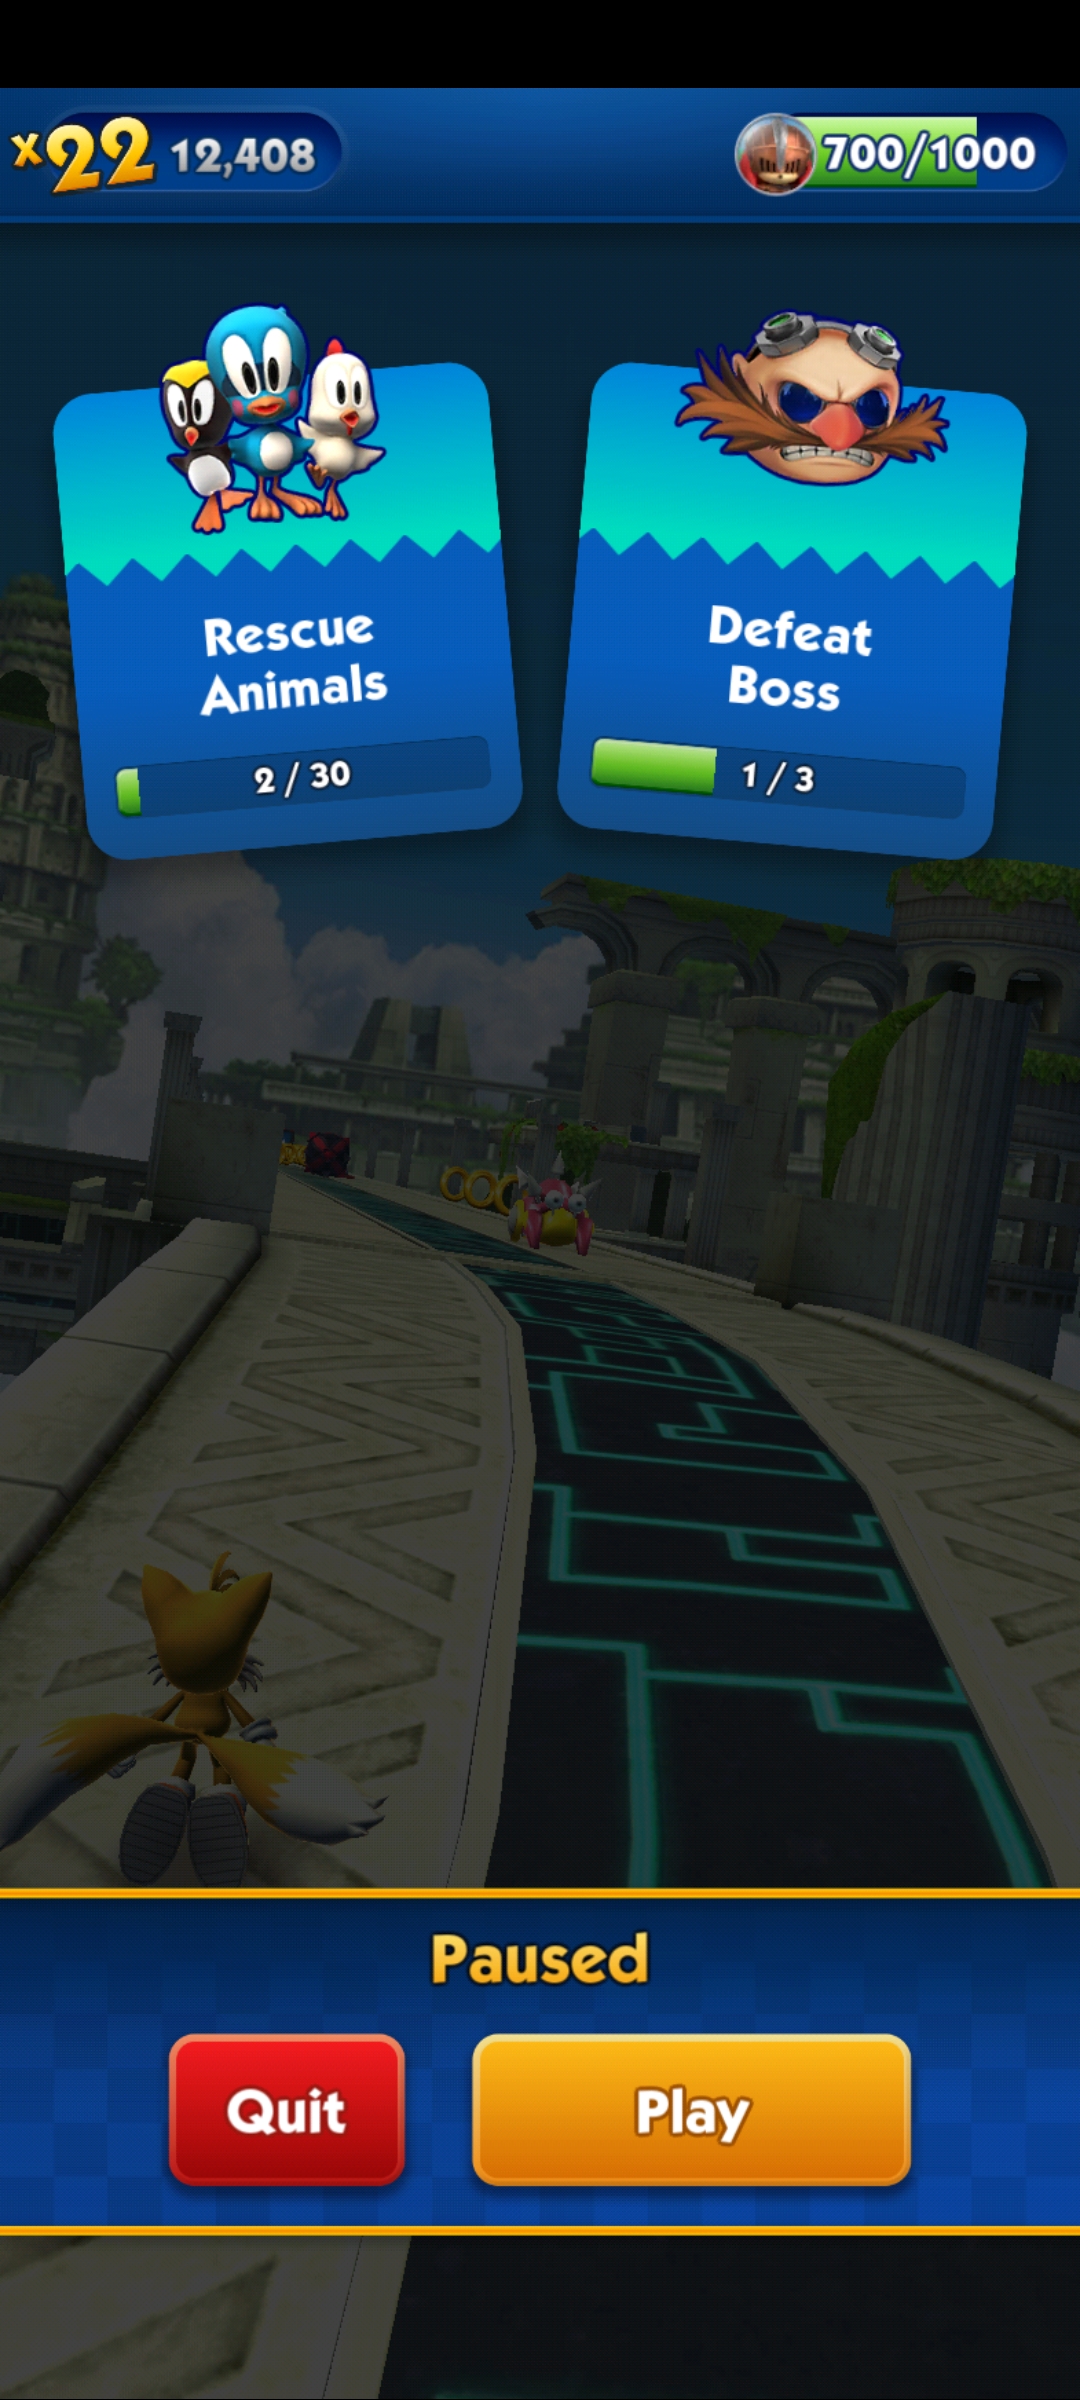 x22 12,408
700/1000
Rescue
Animals
2 / 30
Defeat
Boss
1 / 3
Paused
Quit
Play